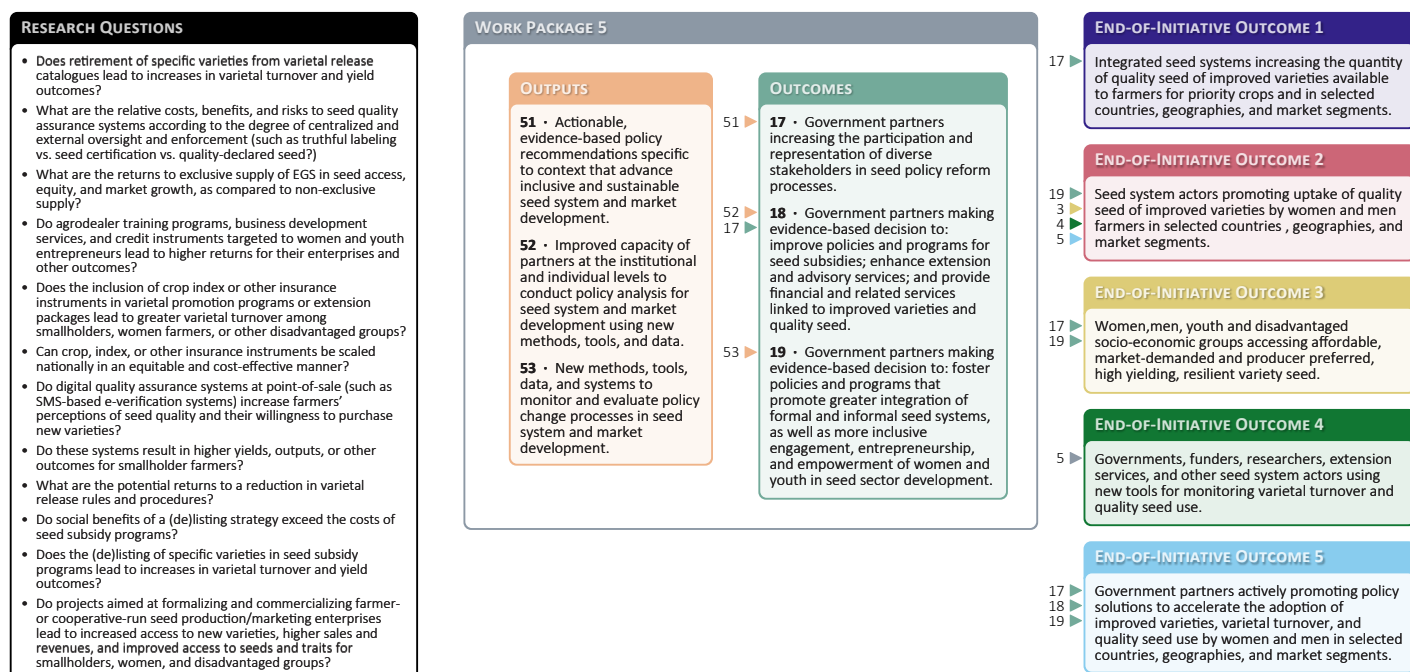 RESEARCH QUESTIONS
• Does retirement of specific varieties from varietal release
catalogues lead to increases in varietal turnover and yield
outcomes?
• What are the relative costs, benefits, and risks to seed quality
assurance systems according to the degree of centralized and
external oversight and enforcement (such as truthful labeling
vs. seed certification vs. quality-declared seed?)
• What are the returns to exclusive supply of EGS in seed access,
equity, and market growth, as compared to non-exclusive
supply?
• Do agrodealer training programs, business development
services, and credit instruments targeted to women and youth
entrepreneurs lead to higher returns for their enterprises and
other outcomes?
• Does the inclusion of crop index or other insurance
instruments in varietal promotion programs or extension
packages lead to greater varietal turnover among
smallholders, women farmers, or other disadvantaged groups?
• Can crop, index, or other insurance instruments be scaled
nationally in an equitable and cost-effective manner?
• Do digital quality assurance systems at point-of-sale (such as
SMS-based e-verification systems) increase farmers'
perceptions of seed quality and their willingness to purchase
new varieties?
• Do these systems result in higher yields, outputs, or other
outcomes for smallholder farmers?
• What are the potential returns to a reduction in varietal
release rules and procedures?
• Do social benefits of a (de)listing strategy exceed the costs of
seed subsidy programs?
• Does the (de)listing of specific varieties in seed subsidy
programs lead to increases in varietal turnover and yield
outcomes?
• Do projects aimed at formalizing and commercializing farmer-
or cooperative-run seed production/marketing enterprises
lead to increased access to new varieties, higher sales and
revenues, and improved access to seeds and traits for
smallholders, women, and disadvantaged groups?
WORK PACKAGE 5
OUTPUTS
51 · Actionable,
evidence-based policy
recommendations specific
to context that advance
inclusive and sustainable
seed system and market
development.
52 · Improved capacity of
partners at the institutional
and individual levels to
conduct policy analysis for
seed system and market
development using new
methods, tools, and data.
53 · New methods, tools,
data, and systems to
monitor and evaluate policy
change processes in seed
system and market
development.
OUTCOMES
51
17 · Government partners
increasing the participation and
representation of diverse
stakeholders in seed policy reform
processes.
52
17
18 · Government partners making
evidence-based decision to:
improve policies and programs for
seed subsidies; enhance extension
and advisory services; and provide
financial and related services
linked to improved varieties and
quality seed.
53
19 · Government partners making
evidence-based decision to: foster
policies and programs that
promote greater integration of
formal and informal seed systems,
as well as more inclusive
engagement, entrepreneurship,
and empowerment of women and
youth in seed sector development.
END-OF-INITIATIVE OUTCOME 1
17
Integrated seed systems increasing the quantity
of quality seed of improved varieties available
to farmers for priority crops and in selected
countries, geographies, and market segments.
END-OF-INITIATIVE OUTCOME 2
19
3
4
5
Seed system actors promoting uptake of quality
seed of improved varieties by women and men
farmers in selected countries , geographies, and
market segments.
END-OF-INITIATIVE OUTCOME 3
17
19
Women,men, youth and disadvantaged
socio-economic groups accessing affordable,
market-demanded and producer preferred,
high yielding, resilient variety seed.
END-OF-INITIATIVE OUTCOME 4
5
Governments, funders, researchers, extension
services, and other seed system actors using
new tools for monitoring varietal turnover and
quality seed use.
END-OF-INITIATIVE OUTCOME 5
17
18
19
Government partners actively promoting policy
solutions to accelerate the adoption of
improved varieties, varietal turnover, and
quality seed use by women and men in selected
countries, geographies, and market segments.